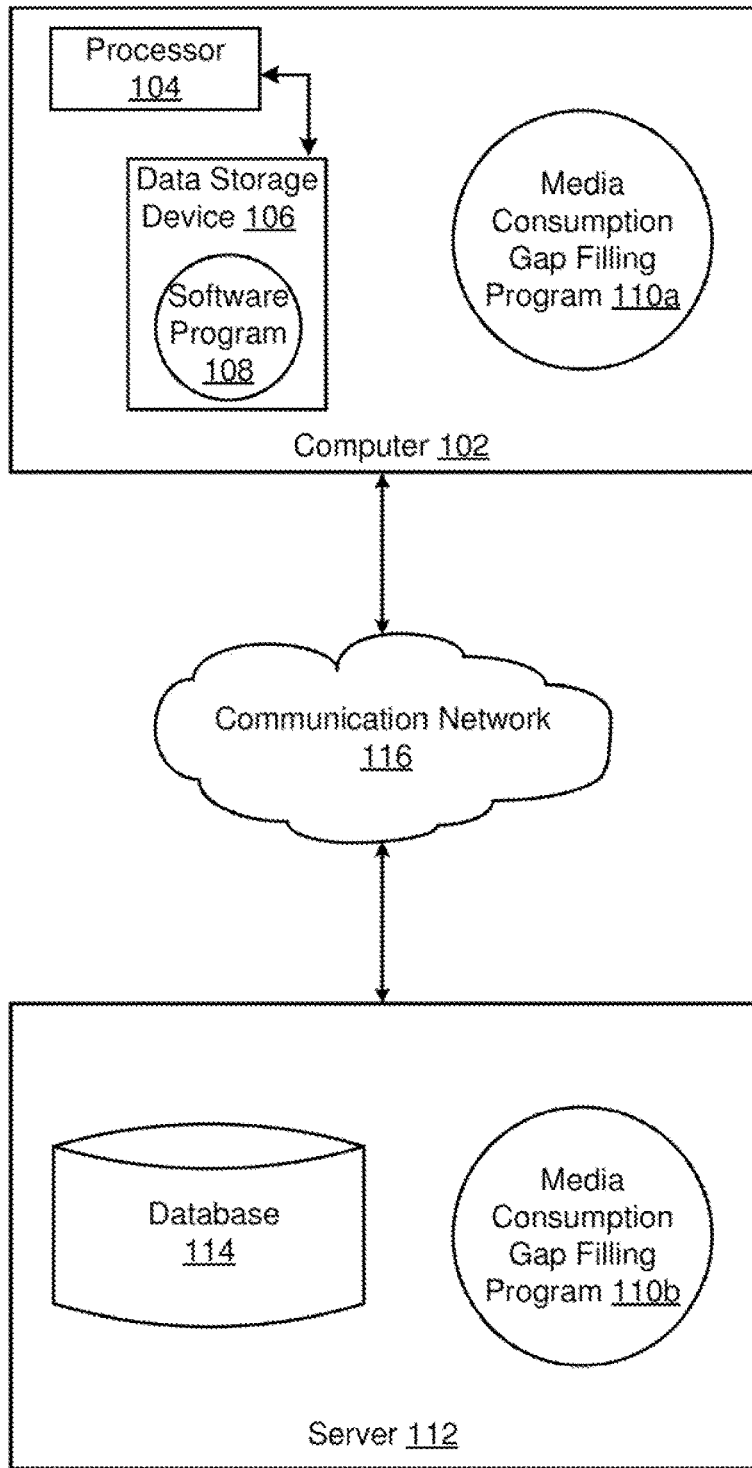 Processor
104
Data Storage
Device 106
Software
Program
108
Media
Consumption
Gap Filling
Program 110a
Computer 102
Communication Network
116
Database
114
Media
Consumption
Gap Filling
Program 110b
Server 112